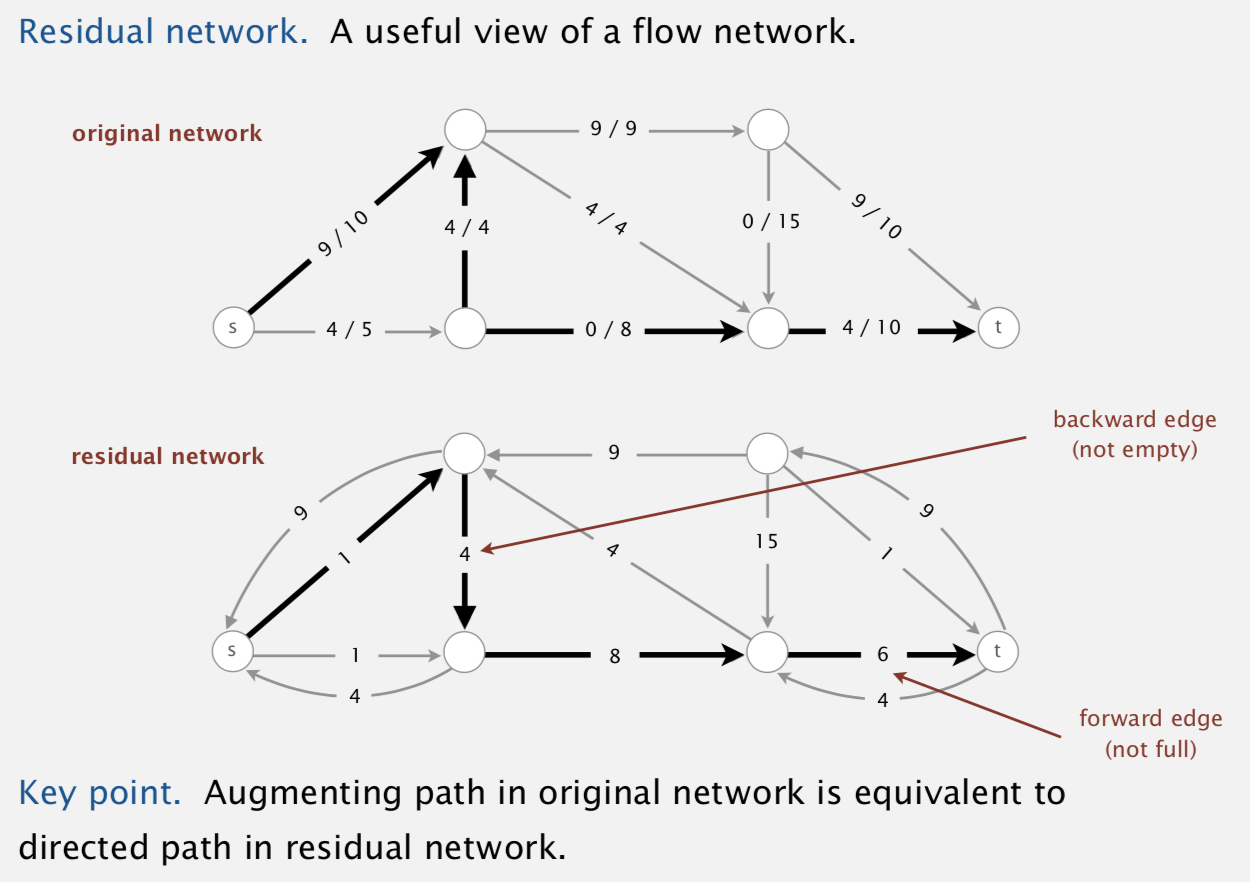 Residual network. A useful view of a flow network.
original network
9 / 9
9 / 10
4 / 4
4 / 4
0 / 15
9 / 10
s
4 / 5
0 / 8
4 / 10
t
backward edge
(not empty)
residual network
9
9
9
1
4
4
15
1
s
1
8
6
t
4
4
forward edge
(not full)
Key point. Augmenting path in original network is equivalent to
directed path in residual network.